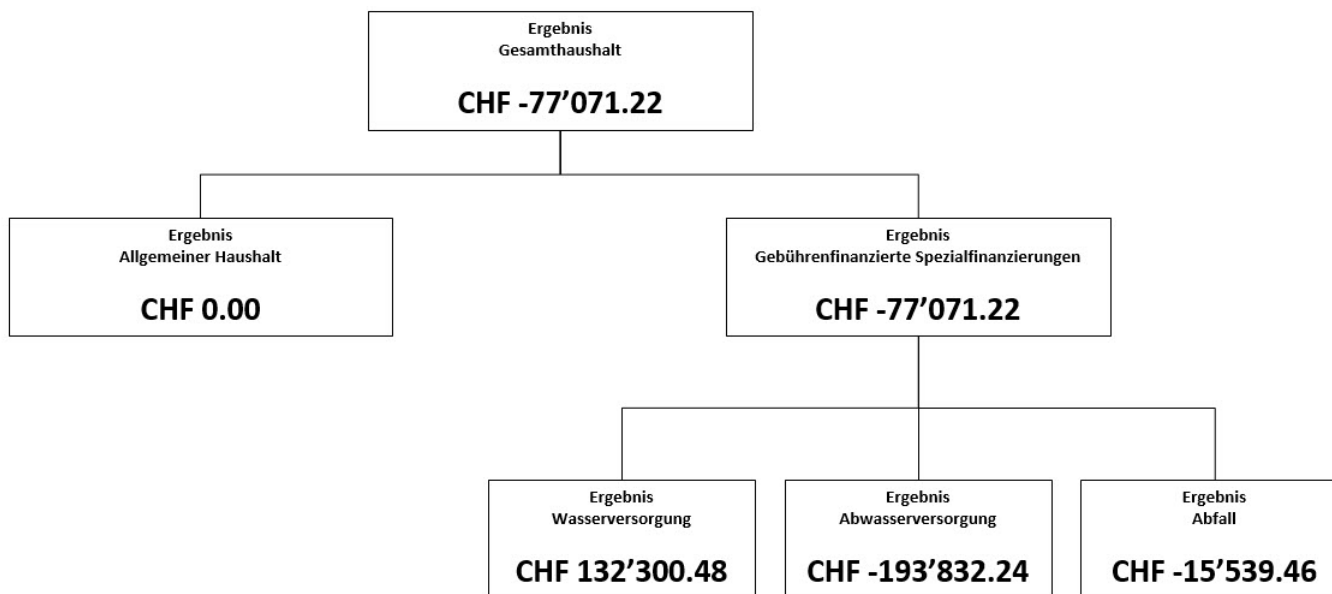 Ergebnis
Gesamthaushalt
CHF -77’071.22
Ergebnis
Allgemeiner Haushalt
CHF 0.00
Ergebnis
Gebührenfinanzierte Spezialfinanzierungen
CHF -77’071.22
Ergebnis
Wasserversorgung
CHF 132’300.48
Ergebnis
Abwasserversorgung
CHF -193’832.24
Ergebnis
Abfall
CHF -15’539.46